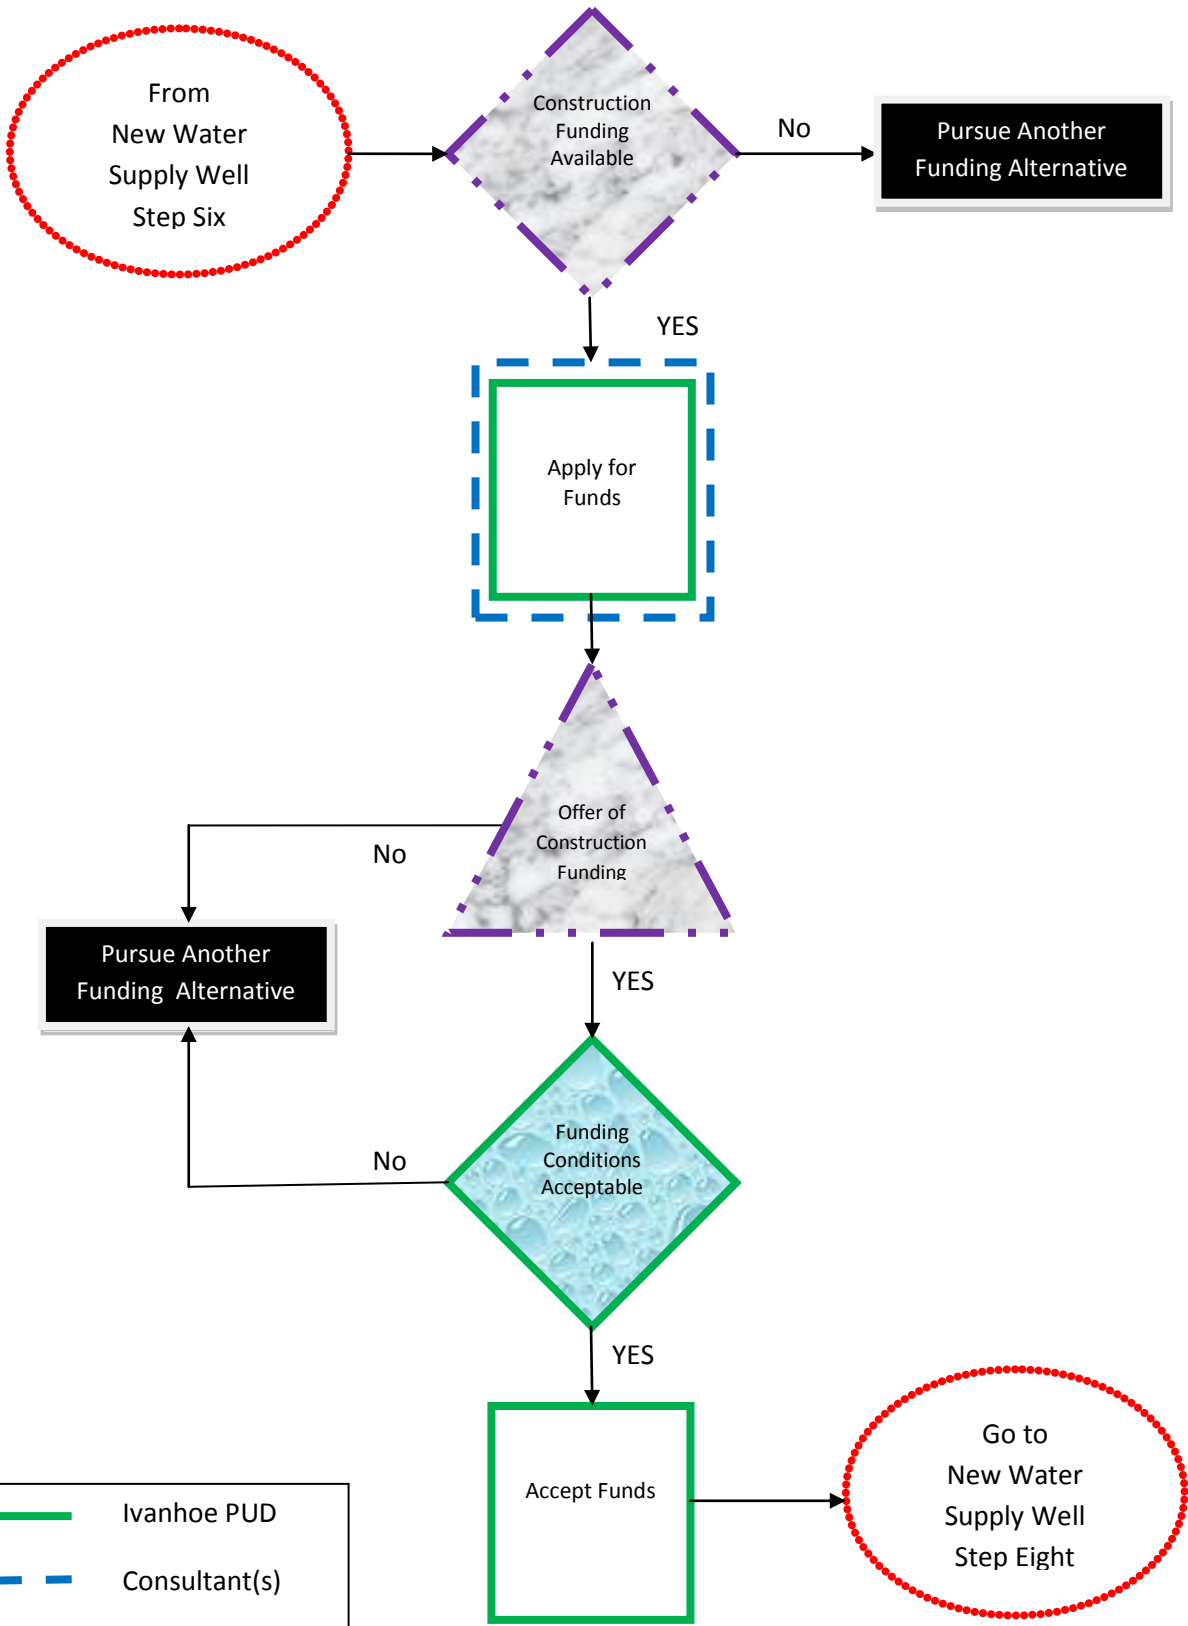 From
New Water
Supply Well
Step Six
Construction
Funding
Available
No
Pursue Another
Funding Alternative
YES
Apply for
Funds
Offer of
Construction
Funding
No
Pursue Another
Funding Alternative
YES
Funding
Conditions
Acceptable
No
YES
Accept Funds
Go to
New Water
Supply Well
Step Eight
Ivanhoe PUD
Consultant(s)